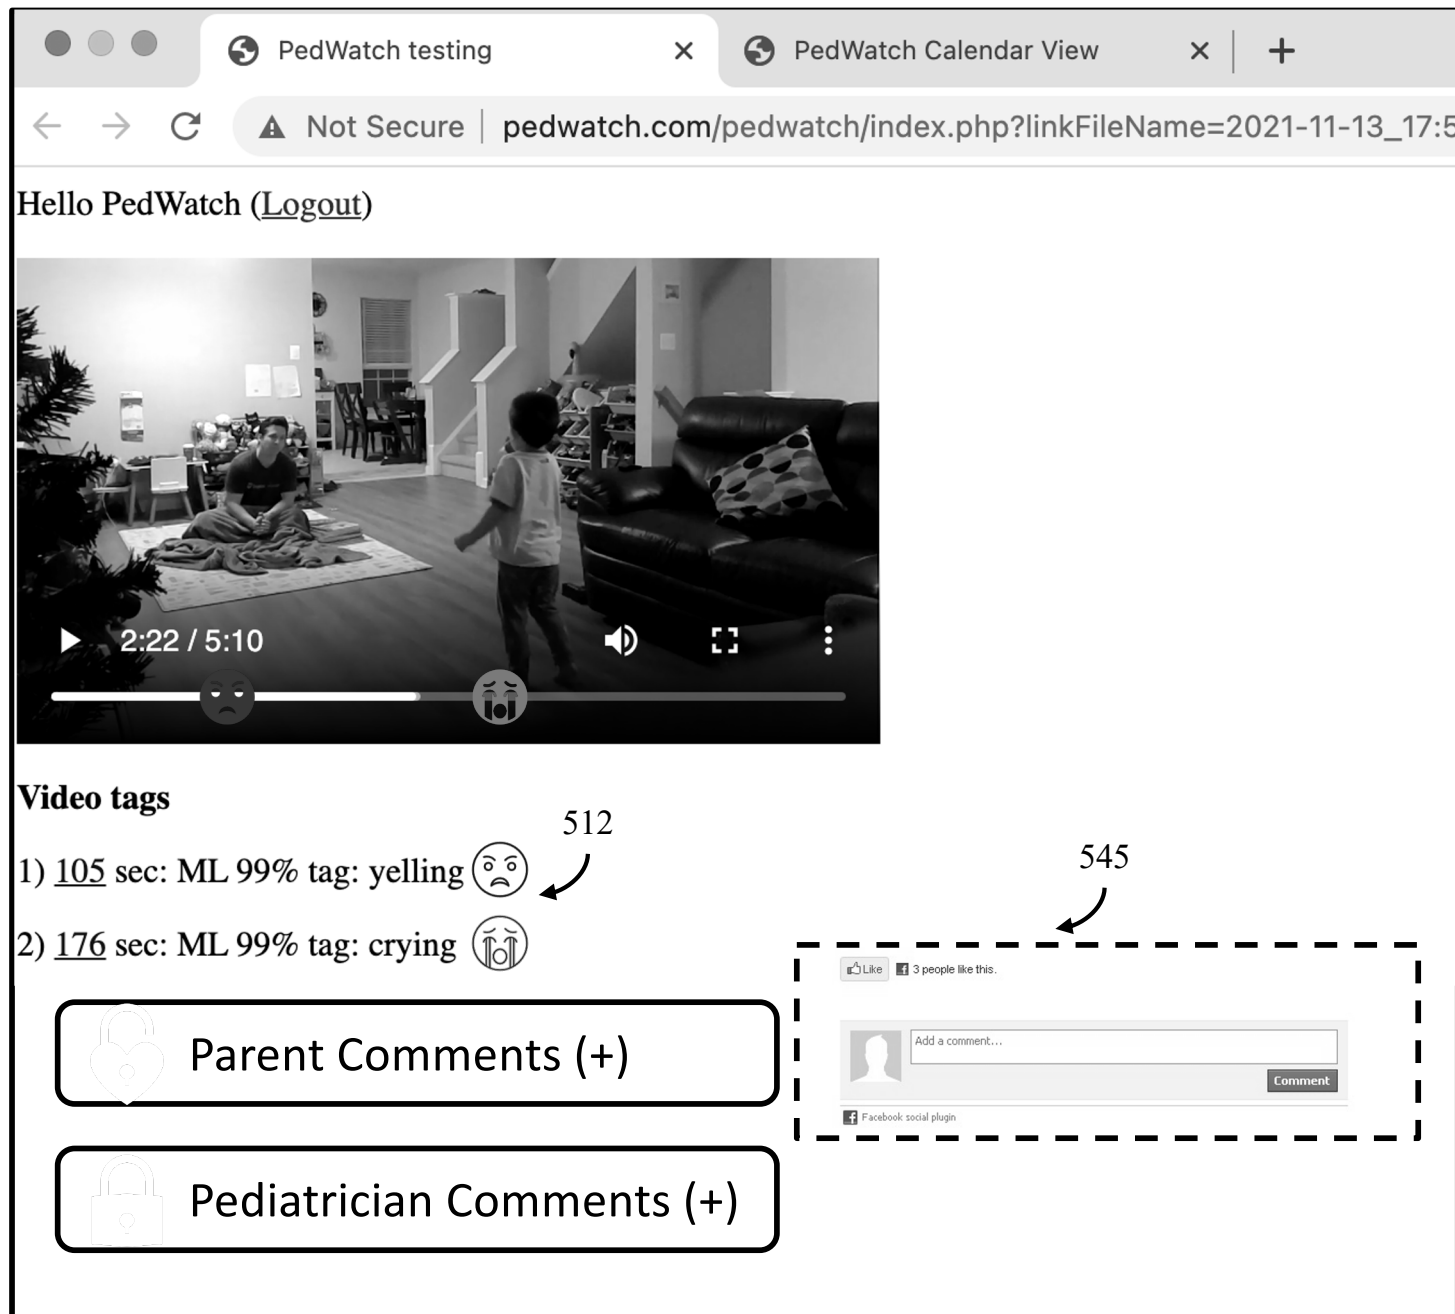 PedWatch testing
PedWatch Calendar View
Not Secure | pedwatch.com/pedwatch/index.php?linkFileName=2021-11-13_17:5
Hello PedWatch (Logout)
2:22 / 5:10
Video tags
512
1) 105 sec: ML 99% tag: yelling
545
2) 176 sec: ML 99% tag: crying
Like 3 people like this.
Parent Comments (+)
Add a comment...
Comment
Facebook social plugin
Pediatrician Comments (+)